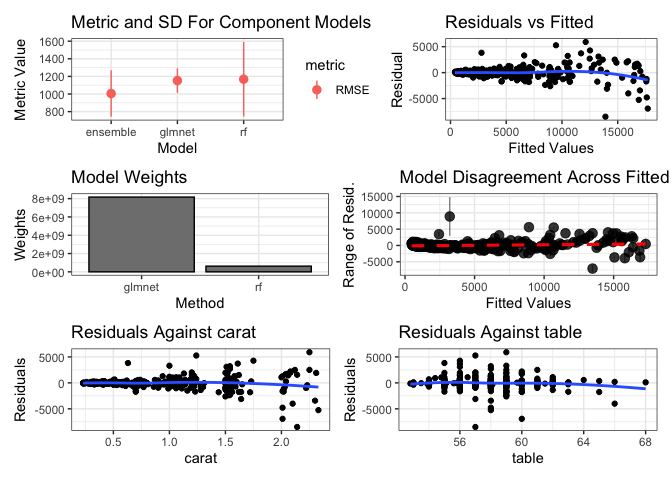 Metric and SD For Component Models
Metric Value
1600
1400
1200
1000
800
ensemble glmnet rf
Model
metric
RMSE
Residuals vs Fitted
Residual
5000
0
-5000
0 5000 10000 15000
Fitted Values
Model Weights
Weights
8e+09
6e+09
4e+09
2e+09
0e+00
glmnet rf
Method
Model Disagreement Across Fitted
Range of Resid.
15000
10000
5000
0
-5000
0 5000 10000 15000
Fitted Values
Residuals Against carat
Residuals
5000
0
-5000
0.5 1.0 1.5 2.0
carat
Residuals Against table
Residuals
5000
0
-5000
56 60 64 68
table